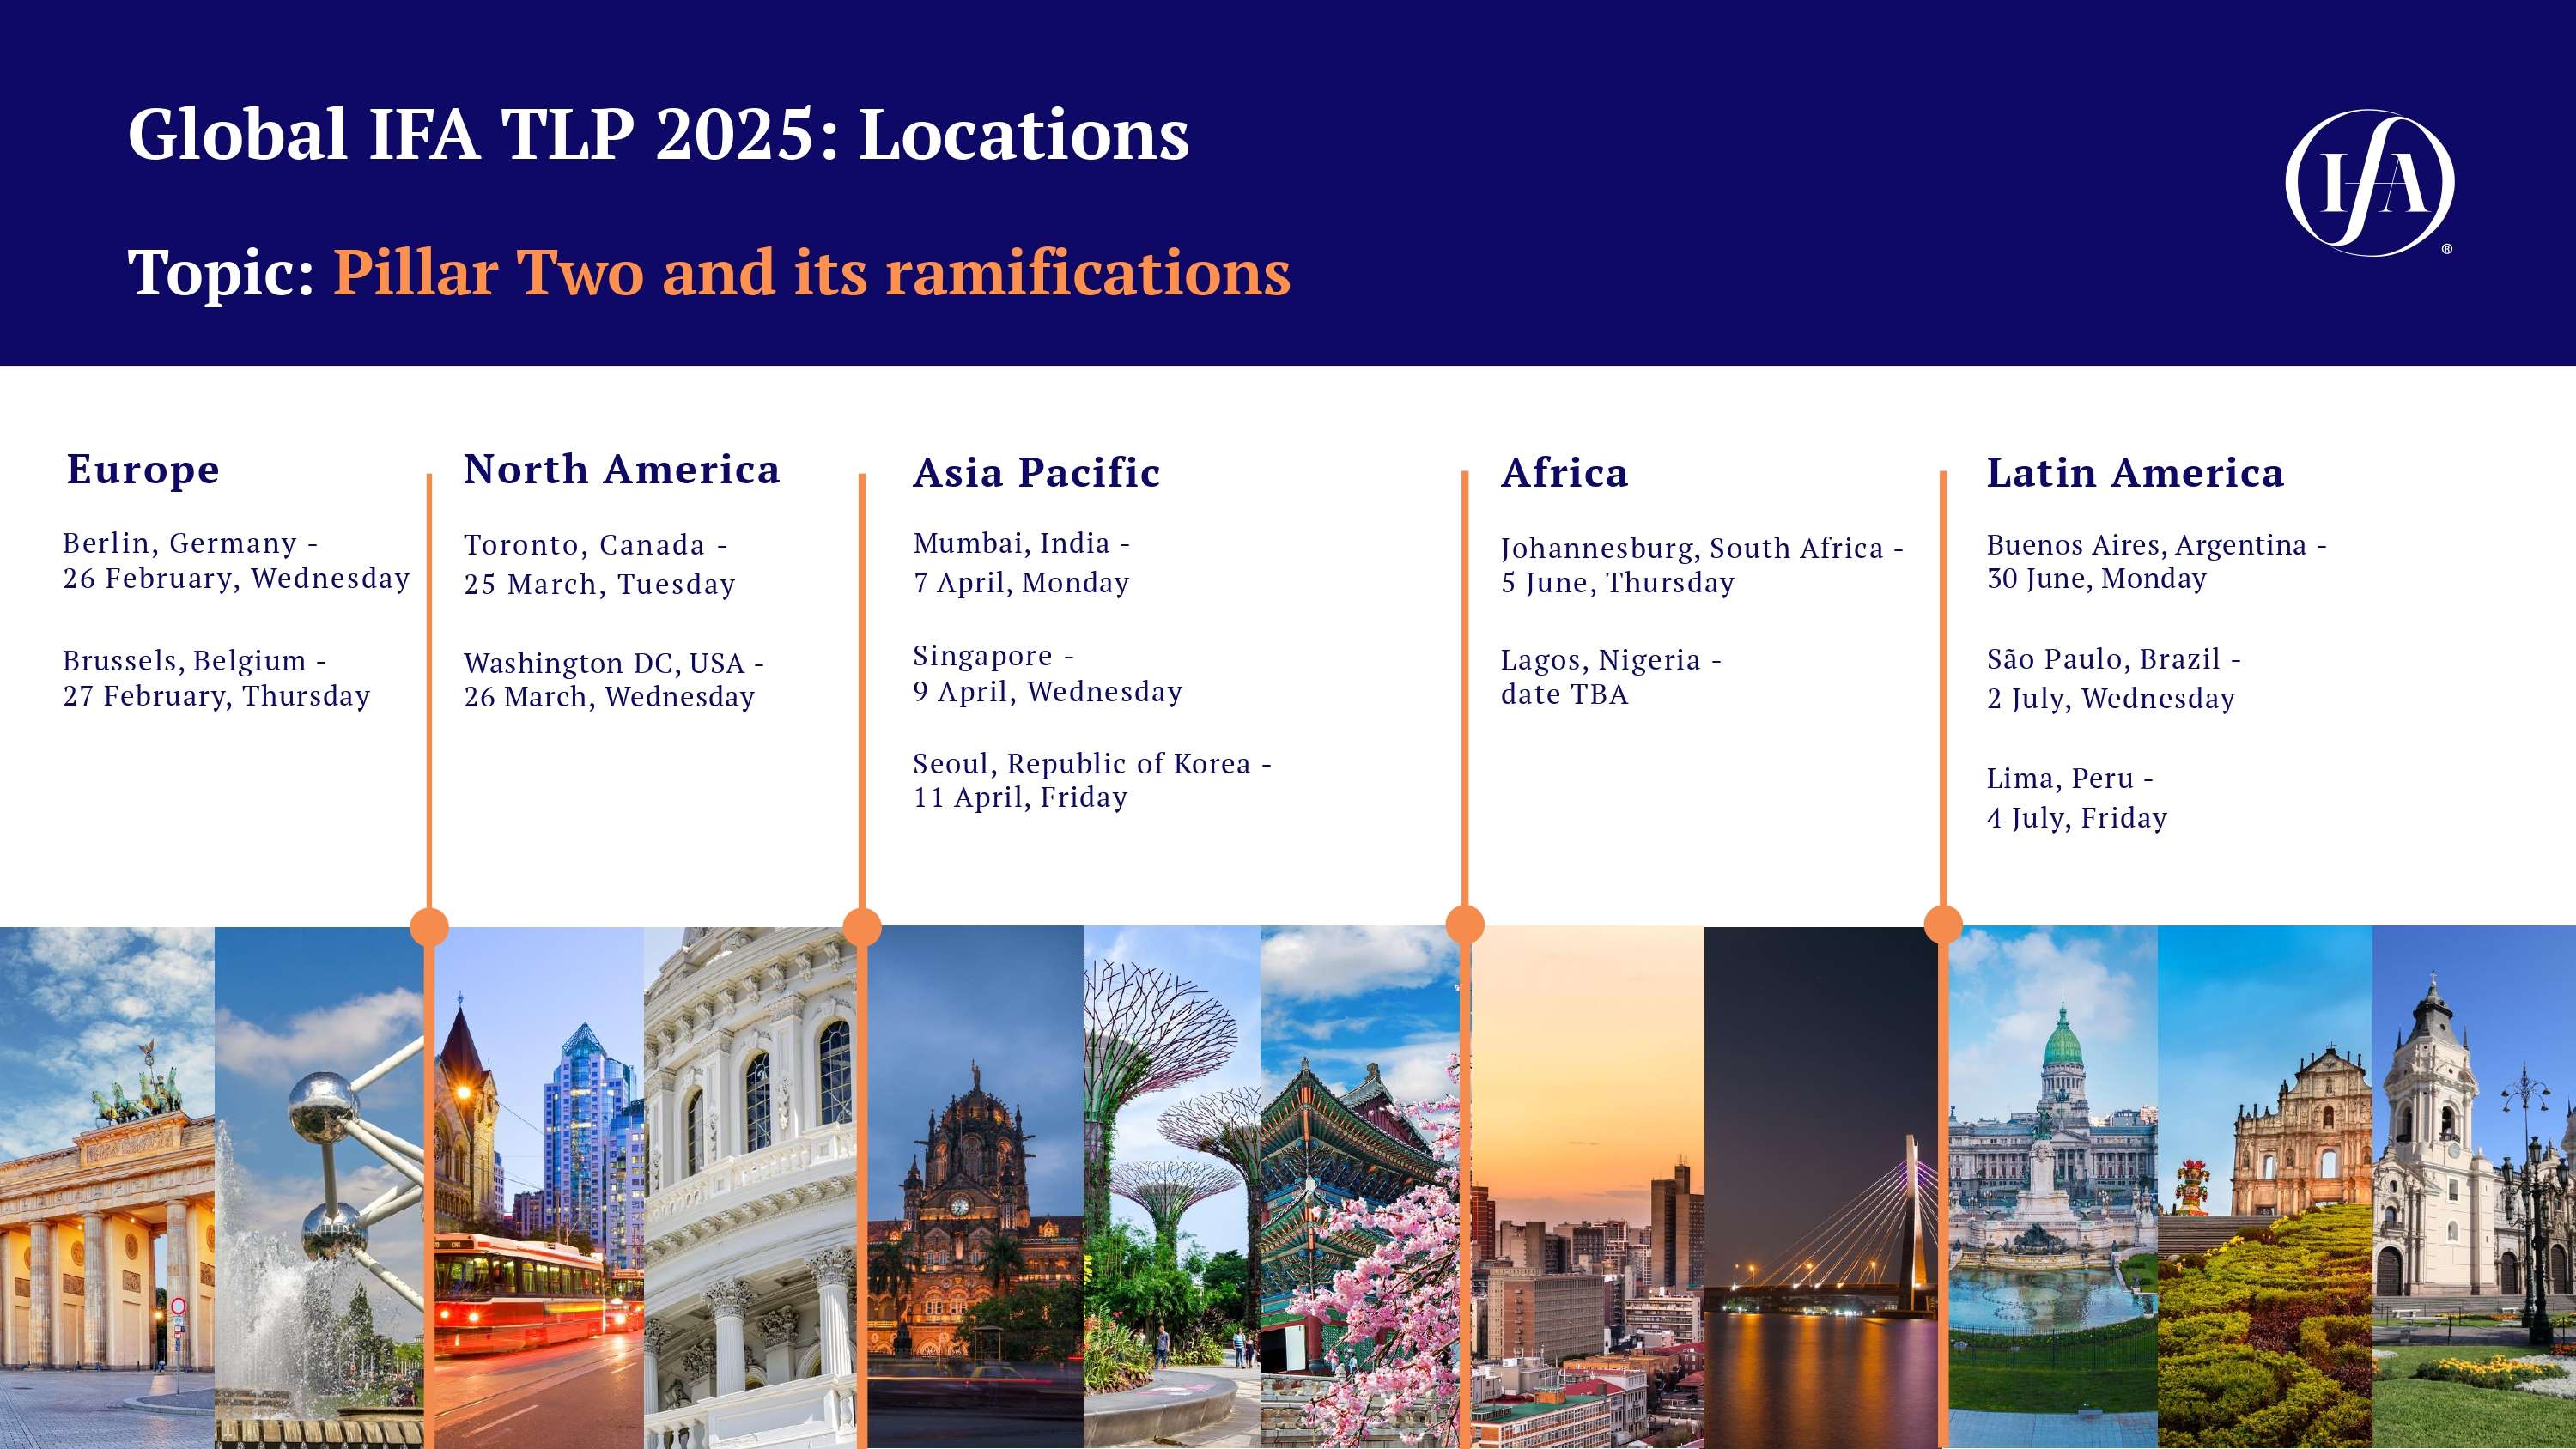 Global IFA TLP 2025: Locations
Topic: Pillar Two and its ramifications
IFA
®
Europe
Berlin, Germany -
26 February, Wednesday
Brussels, Belgium -
27 February, Thursday
North America
Toronto, Canada -
25 March, Tuesday
Washington DC, USA -
26 March, Wednesday
Asia Pacific
Mumbai, India -
7 April, Monday
Singapore -
9 April, Wednesday
Seoul, Republic of Korea -
11 April, Friday
Africa
Johannesburg, South Africa -
5 June, Thursday
Lagos, Nigeria -
date TBA
Latin America
Buenos Aires, Argentina -
30 June, Monday
São Paulo, Brazil -
2 July, Wednesday
Lima, Peru -
4 July, Friday